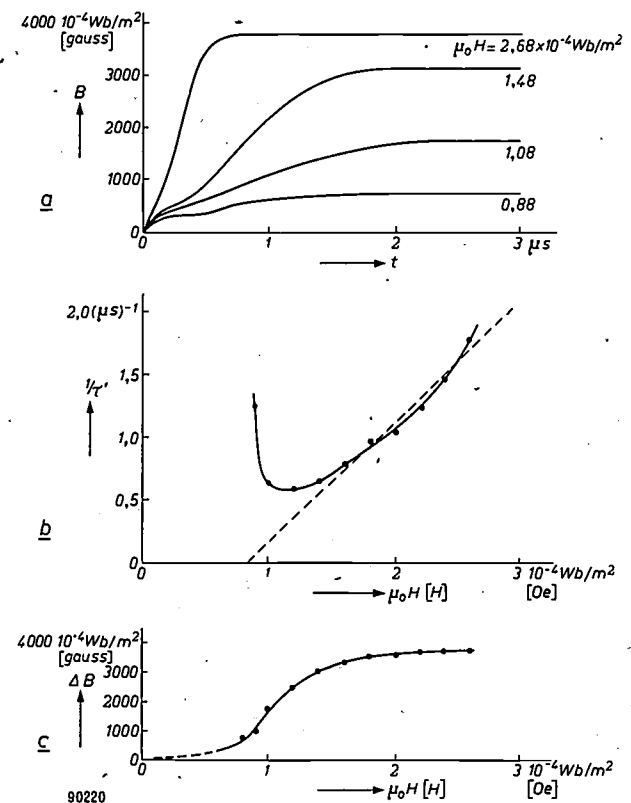 4000 10⁻⁴Wb/m²
[gauss]
B
3000
2000
1000
0
μ₀H = 2,68×10⁻⁴Wb/m²
1,48
1,08
0,88
a
0 1 2 3 μs
t
2,0(μs)⁻¹
1,5
1/τ'
1,0
0,5
0
b
0 1 2 3 10⁻⁴Wb/m²
μ₀H [H] [Oe]
4000 10⁻⁴Wb/m²
[gauss]
ΔB
3000
2000
1000
0
c
0 1 2 3 10⁻⁴Wb/m²
μ₀H [H] [Oe]
90220